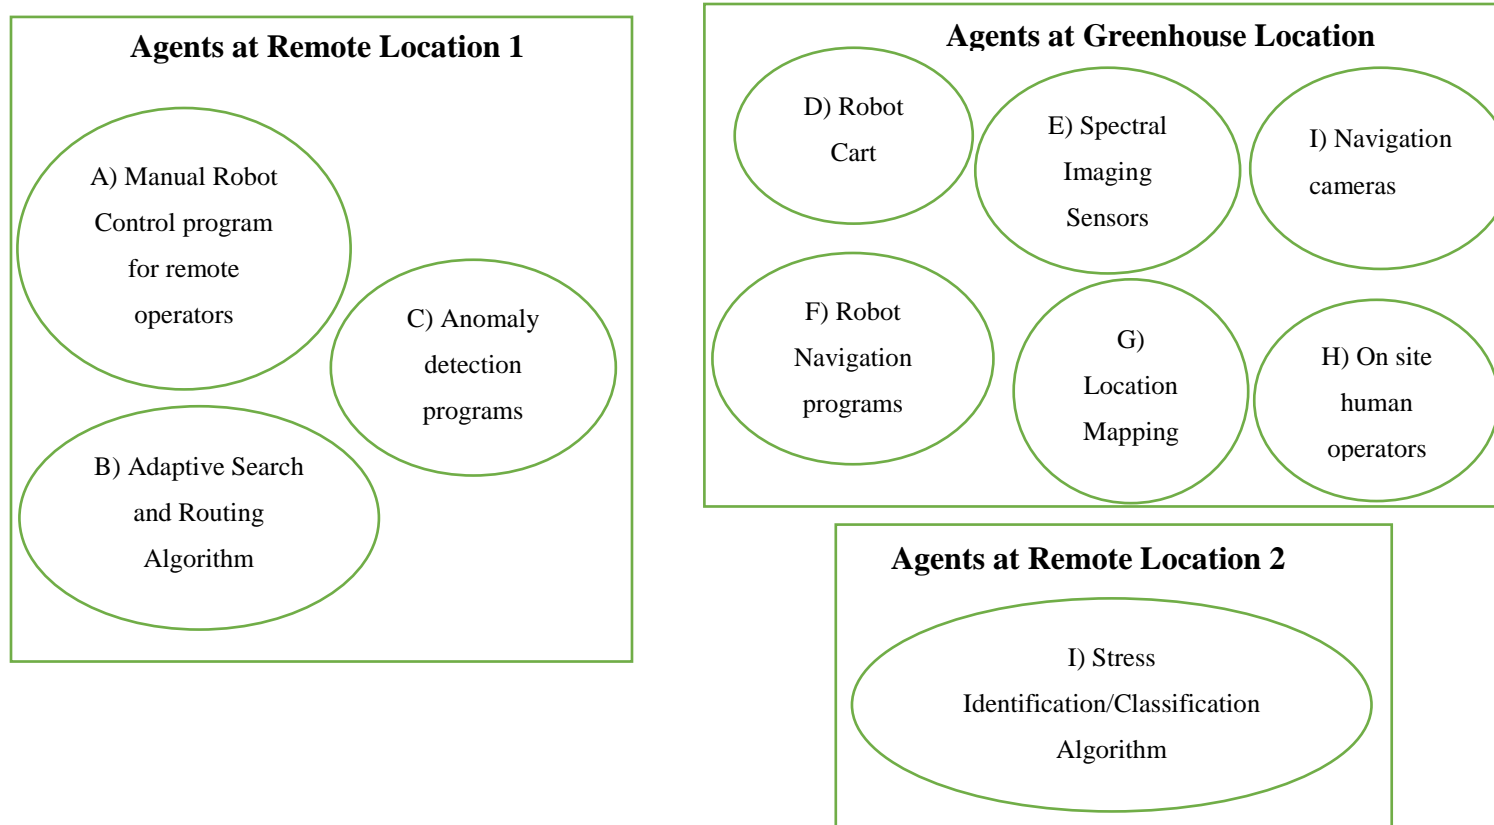 Agents at Remote Location 1
A) Manual Robot
Control program
for remote
operators
C) Anomaly
detection
programs
B) Adaptive Search
and Routing
Algorithm
Agents at Greenhouse Location
D) Robot
Cart
E) Spectral
Imaging
Sensors
I) Navigation
cameras
F) Robot
Navigation
programs
G)
Location
Mapping
H) On site
human
operators
Agents at Remote Location 2
I) Stress
Identification/Classification
Algorithm